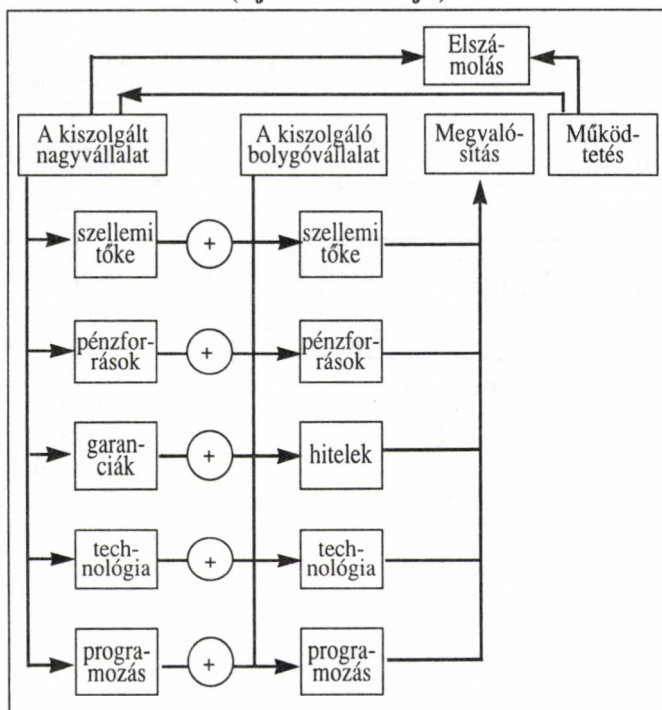 Elszá-
molás
A kiszolgált
nagyvállalat
A kiszolgáló
bolygóvállalat
Megvaló-
sítás
Működ-
tetés
szellemi
tőke
+
szellemi
tőke
pénzfor-
rások
+
pénzfor-
rások
garan-
ciák
+
hitelek
tech-
nológia
+
tech-
nológia
progra-
mozás
+
progra-
mozás